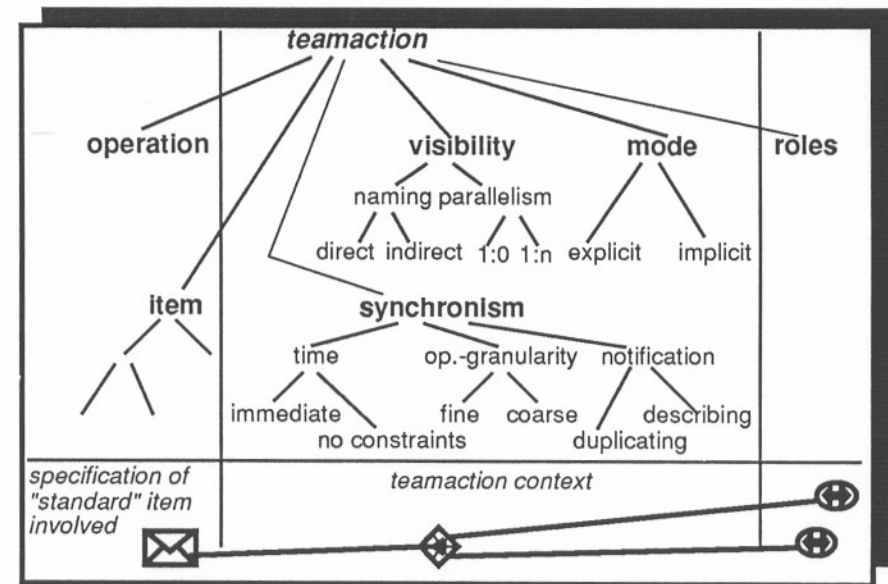 teamaction
operation visibility mode roles
naming parallelism
direct indirect 1:0 1:n explicit implicit
item synchronism
time op.-granularity notification
immediate fine coarse describing
no constraints duplicating
specification of
"standard" item
involved
teamaction context